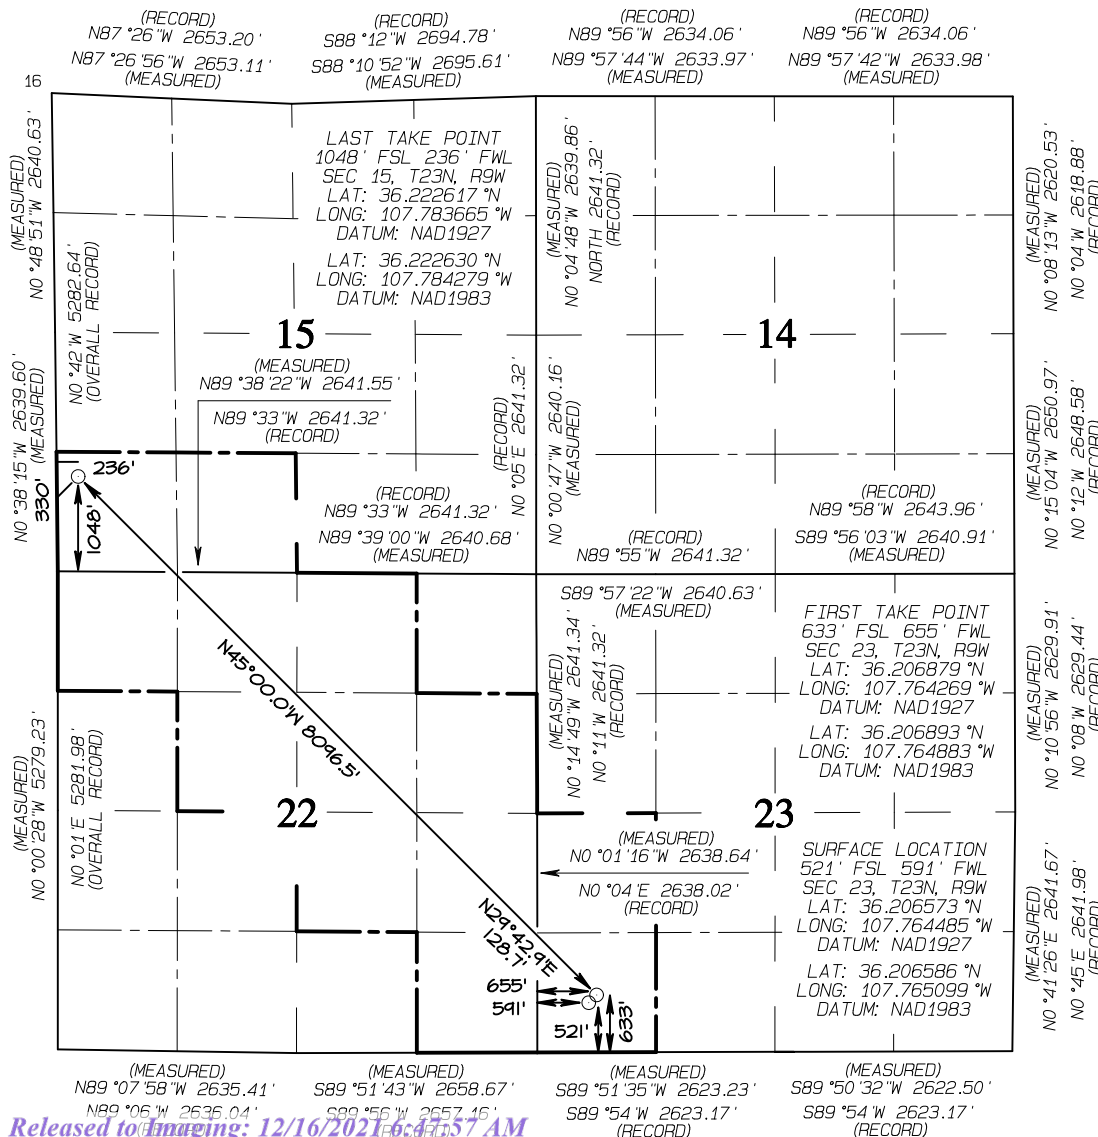 (RECORD)
N87°26"W 2653.20'
N87°26'56"W 2653.11'
(MEASURED)
(RECORD)
S88°12"W 2694.78'
S88°10'52"W 2695.61'
(MEASURED)
(RECORD)
N89°56"W 2634.06'
N89°57'44"W 2633.97'
(MEASURED)
(RECORD)
N89°56"W 2634.06'
N89°57'42"W 2633.98'
(MEASURED)
16
(MEASURED)
N0°48'51"W 2640.63'
N0°42"W 5282.64'
(OVERALL RECORD)
N0°38'15"W 2639.60'
(MEASURED)
LAST TAKE POINT
1048' FSL 236' FWL
SEC 15, T23N, R9W
LAT: 36.222617°N
LONG: 107.783665°W
DATUM: NAD1927
LAT: 36.222630°N
LONG: 107.784279°W
DATUM: NAD1983
(MEASURED)
N0°04'48"W 2639.86'
NORTH 2641.32'
(RECORD)
(MEASURED)
N0°08'13"W 2620.53'
N0°04"W 2618.88'
(RECORD)
15
14
(MEASURED)
N89°38'22"W 2641.55'
N89°33"W 2641.32'
(RECORD)
(RECORD)
N0°05"E 2641.32'
N0°00'47"W 2640.16'
(MEASURED)
(MEASURED)
N0°15'04"W 2650.97'
N0°12"W 2648.58'
(RECORD)
236'
330'
1048'
(RECORD)
N89°33"W 2641.32'
N89°39'00"W 2640.68'
(MEASURED)
(RECORD)
N89°55"W 2641.32'
S89°57'22"W 2640.63'
(MEASURED)
(RECORD)
N89°58"W 2643.96'
S89°56'03"W 2640.91'
(MEASURED)
N45°00.0'W 8096.5'
(MEASURED)
N0°14'49"W 2641.34'
N0°11"W 2641.32'
(RECORD)
FIRST TAKE POINT
633' FSL 655' FWL
SEC 23, T23N, R9W
LAT: 36.206879°N
LONG: 107.764269°W
DATUM: NAD1927
LAT: 36.206893°N
LONG: 107.764883°W
DATUM: NAD1983
(MEASURED)
N0°10'56"W 2629.91'
N0°08"W 2629.44'
(RECORD)
(MEASURED)
N0°00'28"W 5279.23'
N0°01"E 5281.98'
(OVERALL RECORD)
22
23
(MEASURED)
N0°01'16"W 2638.64'
N0°04"E 2638.02'
(RECORD)
SURFACE LOCATION
521' FSL 591' FWL
SEC 23, T23N, R9W
LAT: 36.206573°N
LONG: 107.764485°W
DATUM: NAD1927
LAT: 36.206586°N
LONG: 107.765099°W
DATUM: NAD1983
(MEASURED)
N0°41'26"E 2641.67'
N0°45"E 2641.98'
(RECORD)
N29°42.9'E
128.7'
655'
591'
521'
633'
(MEASURED)
N89°07'58"W 2635.41'
N89°06"W 2636.04'
(RECORD)
(MEASURED)
S89°51'43"W 2658.67'
S89°56"W 2657.16'
(RECORD)
(MEASURED)
S89°51'35"W 2623.23'
S89°54"W 2623.17'
(RECORD)
(MEASURED)
S89°50'32"W 2622.50'
S89°54"W 2623.17'
(RECORD)
Released to Imaging: 12/16/2021 6:47:57 AM